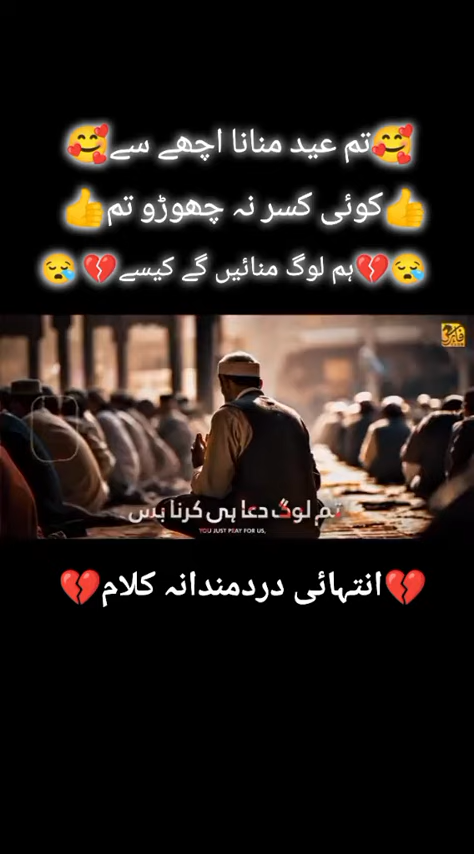 🥰تم عید منانا اچھے سے🥰
👍کوئی کسر نہ چھوڑو تم👍
😪💔ہم لوگ منائیں گے کیسے💔😪
تم لوگ دعا ہی کرنا بس
YOU JUST PRAY FOR US,
💔انتہائی دردمندانہ کلام💔